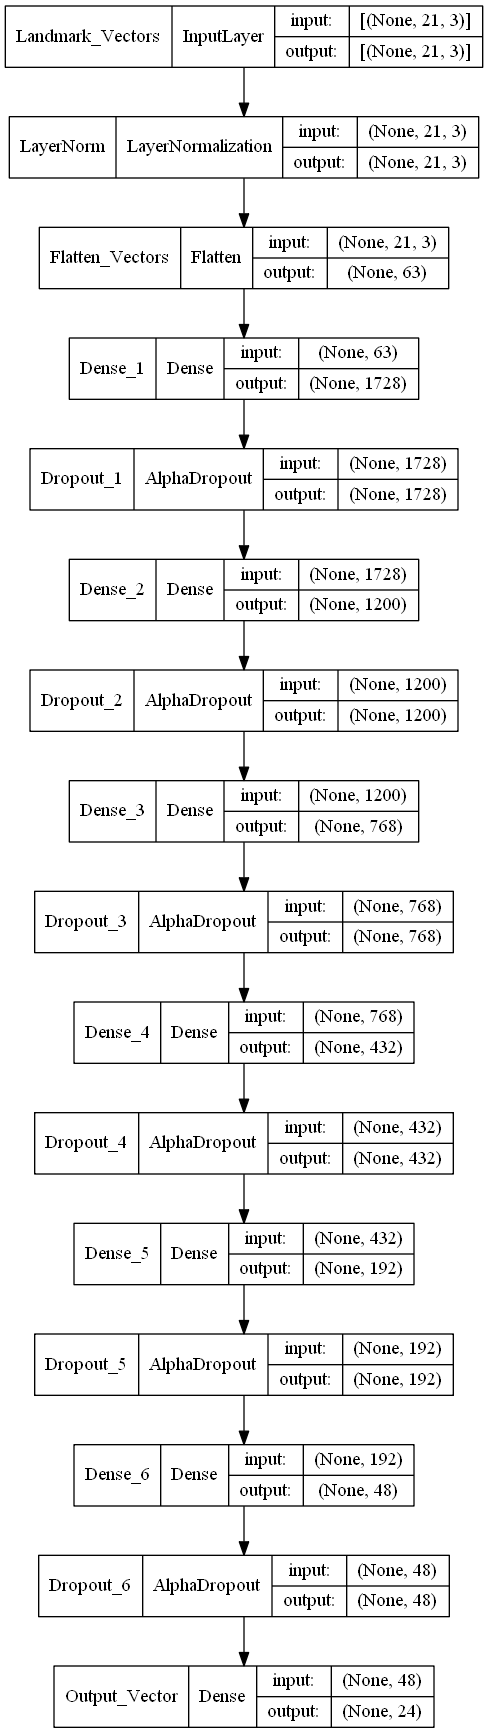 Landmark_Vectors InputLayer input: [(None, 21, 3)]
output: [(None, 21, 3)]
LayerNorm LayerNormalization input: (None, 21, 3)
output: (None, 21, 3)
Flatten_Vectors Flatten input: (None, 21, 3)
output: (None, 63)
Dense_1 Dense input: (None, 63)
output: (None, 1728)
Dropout_1 AlphaDropout input: (None, 1728)
output: (None, 1728)
Dense_2 Dense input: (None, 1728)
output: (None, 1200)
Dropout_2 AlphaDropout input: (None, 1200)
output: (None, 1200)
Dense_3 Dense input: (None, 1200)
output: (None, 768)
Dropout_3 AlphaDropout input: (None, 768)
output: (None, 768)
Dense_4 Dense input: (None, 768)
output: (None, 432)
Dropout_4 AlphaDropout input: (None, 432)
output: (None, 432)
Dense_5 Dense input: (None, 432)
output: (None, 192)
Dropout_5 AlphaDropout input: (None, 192)
output: (None, 192)
Dense_6 Dense input: (None, 192)
output: (None, 48)
Dropout_6 AlphaDropout input: (None, 48)
output: (None, 48)
Output_Vector Dense input: (None, 48)
output: (None, 24)